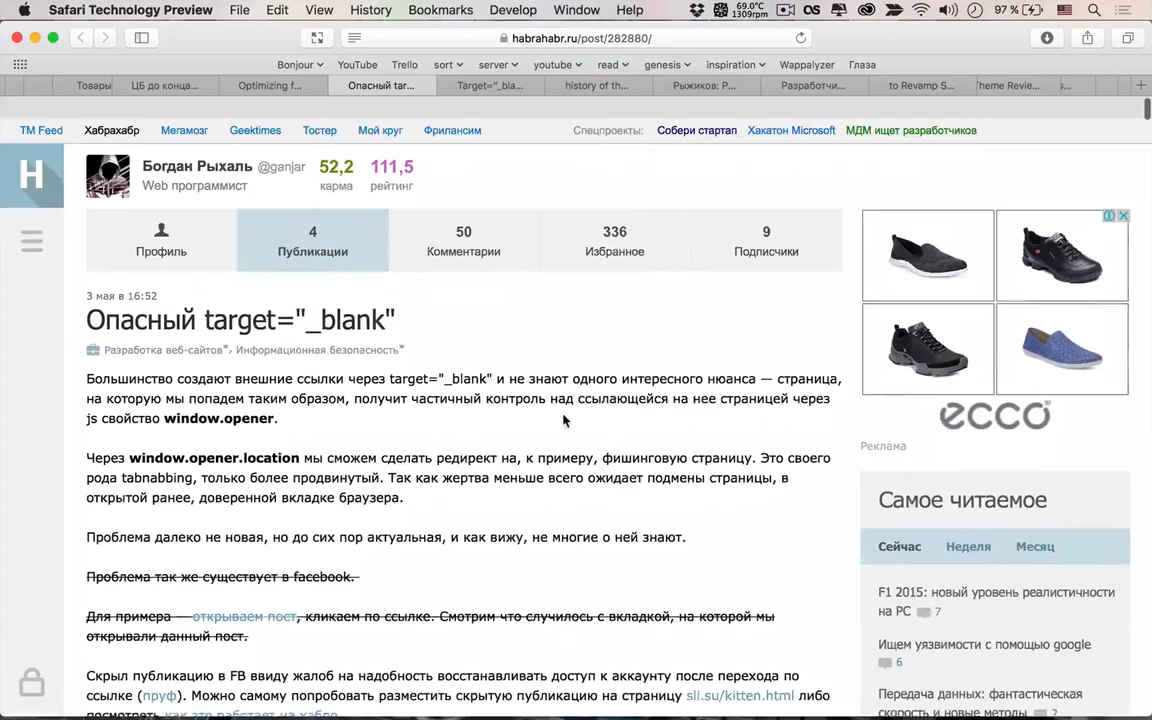 Safari Technology Preview File Edit View History Bookmarks Develop Window Help 69.0°C 1309rpm 97 %
habrahabr.ru/post/282880/
Bonjour YouTube Trello sort server youtube read genesis inspiration Wappalyzer Глаза
Товары ЦБ до конца... Optimizing f... Опасный tar... Target="_bla... history of th... Рыжиков: P... Разработчи... to Revamp S... heme Revie... s...
TM Feed Хабрахабр Мегамозг Geektimes Тостер Мой круг Фрилансим Спецпроекты: Собери стартап Хакатон Microsoft МДМ ищет разработчиков
H
Богдан Рыхаль @ganjar 52,2 111,5
Web программист карма рейтинг
4 50 336 9
Профиль Публикации Комментарии Избранное Подписчики
3 мая в 16:52
Опасный target="_blank"
Разработка веб-сайтов*, Информационная безопасность*
Большинство создают внешние ссылки через target="_blank" и не знают одного интересного нюанса — страница,
на которую мы попадем таким образом, получит частичный контроль над ссылающейся на нее страницей через
js свойство window.opener.
Через window.opener.location мы сможем сделать редирект на, к примеру, фишинговую страницу. Это своего
рода tabnabbing, только более продвинутый. Так как жертва меньше всего ожидает подмены страницы, в
открытой ранее, доверенной вкладке браузера.
Проблема далеко не новая, но до сих пор актуальная, и как вижу, не многие о ней знают.
Проблема так же существует в facebook.
Для примера — открываем пост, кликаем по ссылке. Смотрим что случилось с вкладкой, на которой мы
открывали данный пост.
Скрыл публикацию в FB ввиду жалоб на надобность восстанавливать доступ к аккаунту после перехода по
ссылке (пруф). Можно самому попробовать разместить скрытую публикацию на страницу sli.su/kitten.html либо
посмотреть как это работает на хабре.
ecco
Реклама
Самое читаемое
Сейчас Неделя Месяц
F1 2015: новый уровень реалистичности
на PC 7
Ищем уязвимости с помощью google
6
Передача данных: фантастическая
скорость и новые методы 2